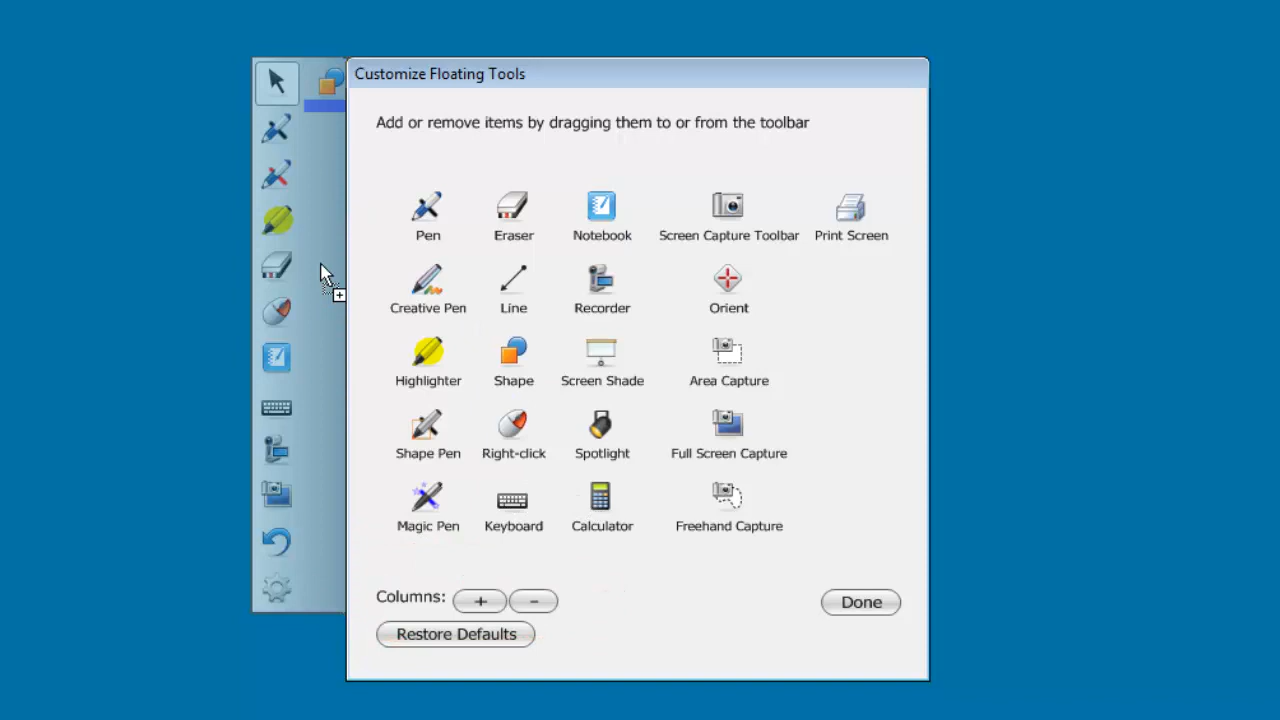 Customize Floating Tools
Add or remove items by dragging them to or from the toolbar
Pen Eraser Notebook Screen Capture Toolbar Print Screen
Creative Pen Line Recorder Orient
Highlighter Shape Screen Shade Area Capture
Shape Pen Right-click Spotlight Full Screen Capture
Magic Pen Keyboard Calculator Freehand Capture
Columns: + −
Done
Restore Defaults